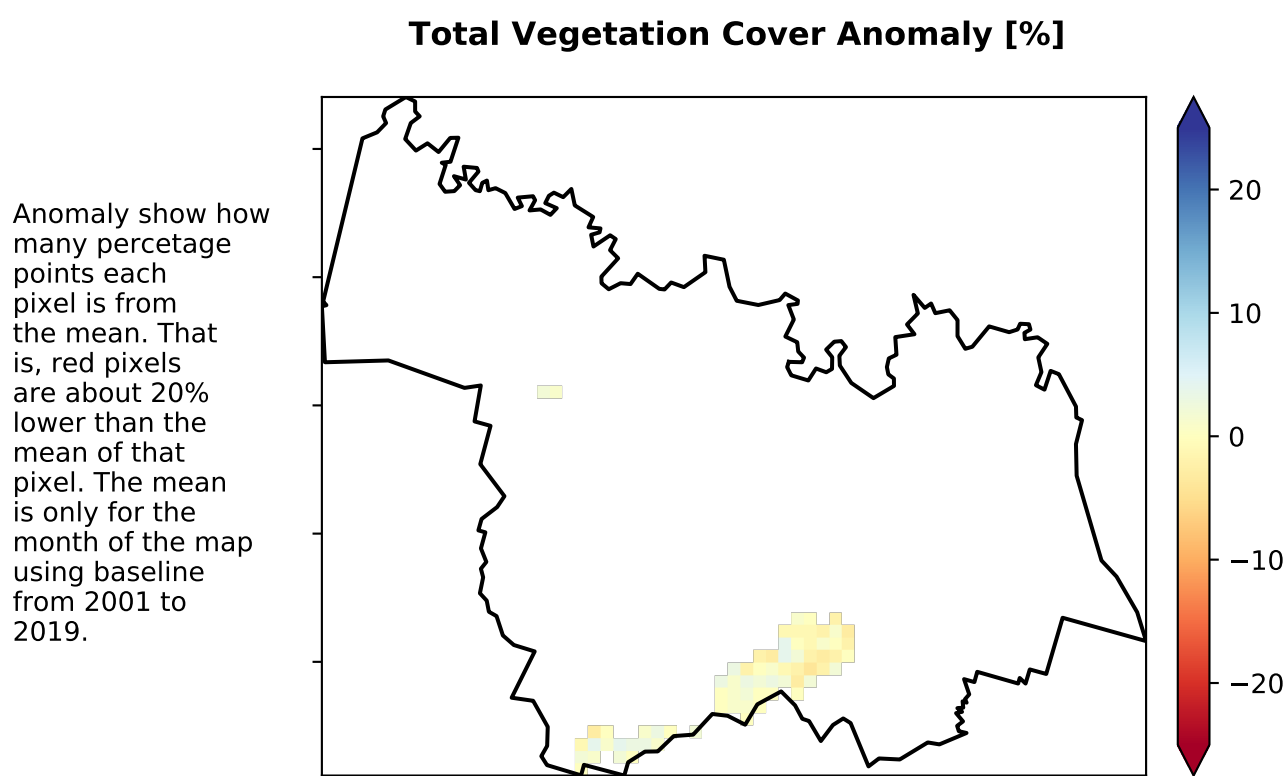 Total Vegetation Cover Anomaly [%]
Anomaly show how
many percetage
points each
pixel is from
the mean. That
is, red pixels
are about 20%
lower than the
mean of that
pixel. The mean
is only for the
month of the map
using baseline
from 2001 to
2019.
20
10
0
−10
−20